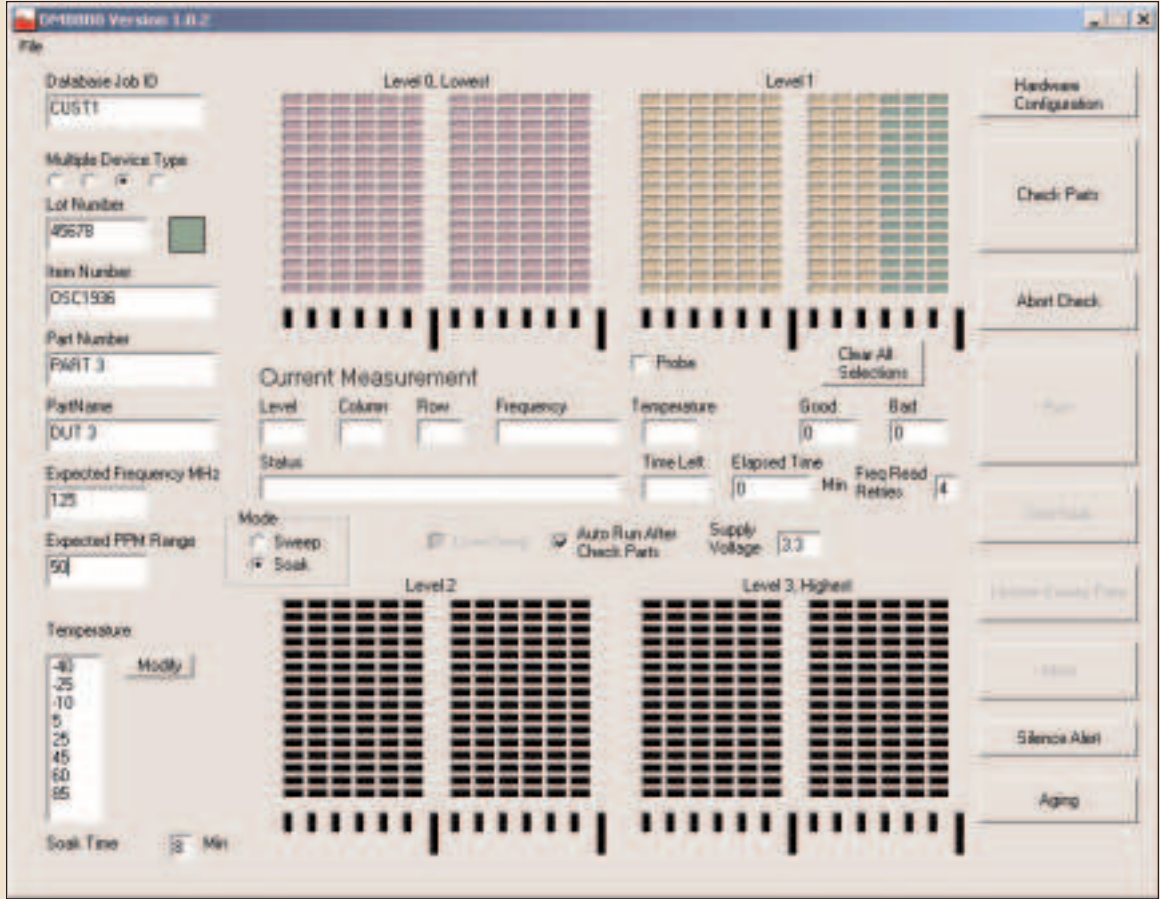 DM8000 Version 1.0.2
File
Database Job ID
CUST1
Multiple Device Type
Lot Number
45678
Item Number
OSC1936
Part Number
PART 3
PartName
DUT 3
Expected Frequency MHz
125
Expected PPM Range
50
Temperature
-40
-25
-10
5
25
45
60
85
Modify
Soak Time 8 Min
Level 0, Lowest
Level 1
Probe
Clear All
Selections
Current Measurement
Level
Column
Row
Frequency
Temperature
Good
0
Bad
0
Status
Time Left
Elapsed Time
0 Min
Freq Read
Retries 4
Mode
Sweep
Soak
Auto Run After
Check Parts
Supply
Voltage 3.3
Level 2
Level 3, Highest
Hardware
Configuration
Check Parts
Abort Check
Silence Alert
Aging